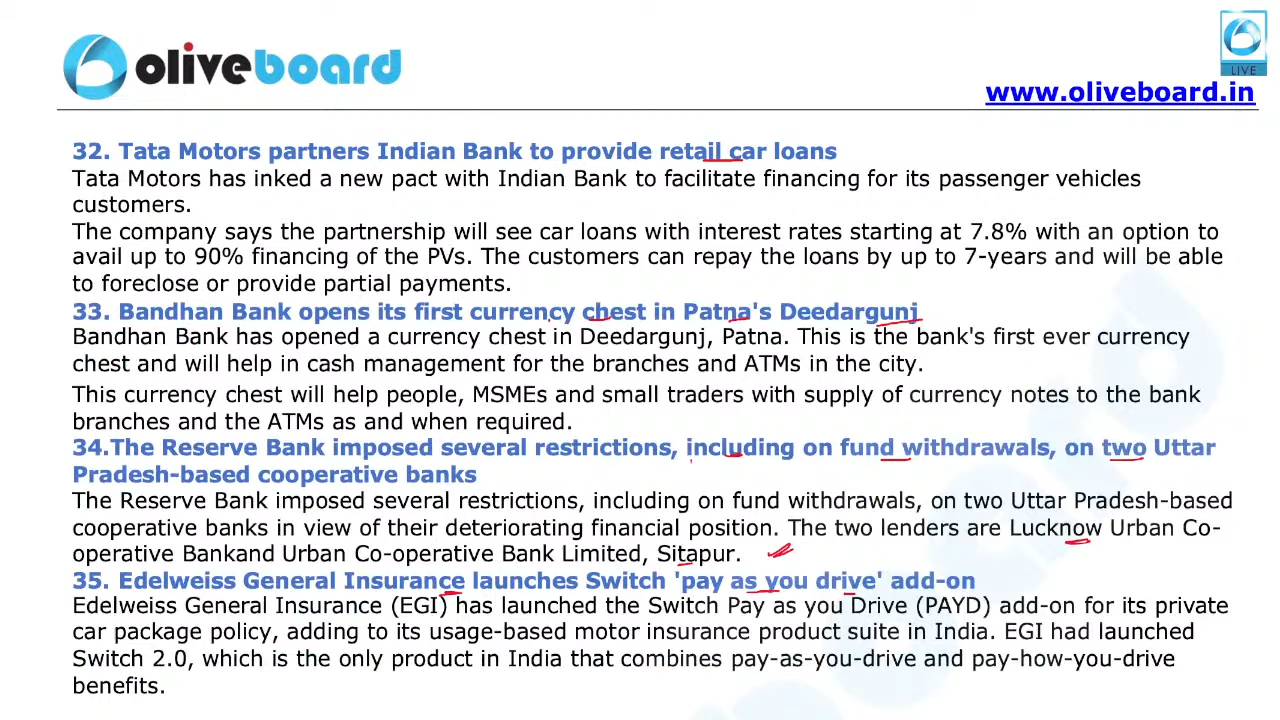 oliveboard
LIVE
www.oliveboard.in
32. Tata Motors partners Indian Bank to provide retail car loans
Tata Motors has inked a new pact with Indian Bank to facilitate financing for its passenger vehicles
customers.
The company says the partnership will see car loans with interest rates starting at 7.8% with an option to
avail up to 90% financing of the PVs. The customers can repay the loans by up to 7-years and will be able
to foreclose or provide partial payments.
33. Bandhan Bank opens its first currency chest in Patna's Deedargunj
Bandhan Bank has opened a currency chest in Deedargunj, Patna. This is the bank's first ever currency
chest and will help in cash management for the branches and ATMs in the city.
This currency chest will help people, MSMEs and small traders with supply of currency notes to the bank
branches and the ATMs as and when required.
34.The Reserve Bank imposed several restrictions, including on fund withdrawals, on two Uttar
Pradesh-based cooperative banks
The Reserve Bank imposed several restrictions, including on fund withdrawals, on two Uttar Pradesh-based
cooperative banks in view of their deteriorating financial position. The two lenders are Lucknow Urban Co-
operative Bankand Urban Co-operative Bank Limited, Sitapur.
35. Edelweiss General Insurance launches Switch 'pay as you drive' add-on
Edelweiss General Insurance (EGI) has launched the Switch Pay as you Drive (PAYD) add-on for its private
car package policy, adding to its usage-based motor insurance product suite in India. EGI had launched
Switch 2.0, which is the only product in India that combines pay-as-you-drive and pay-how-you-drive
benefits.